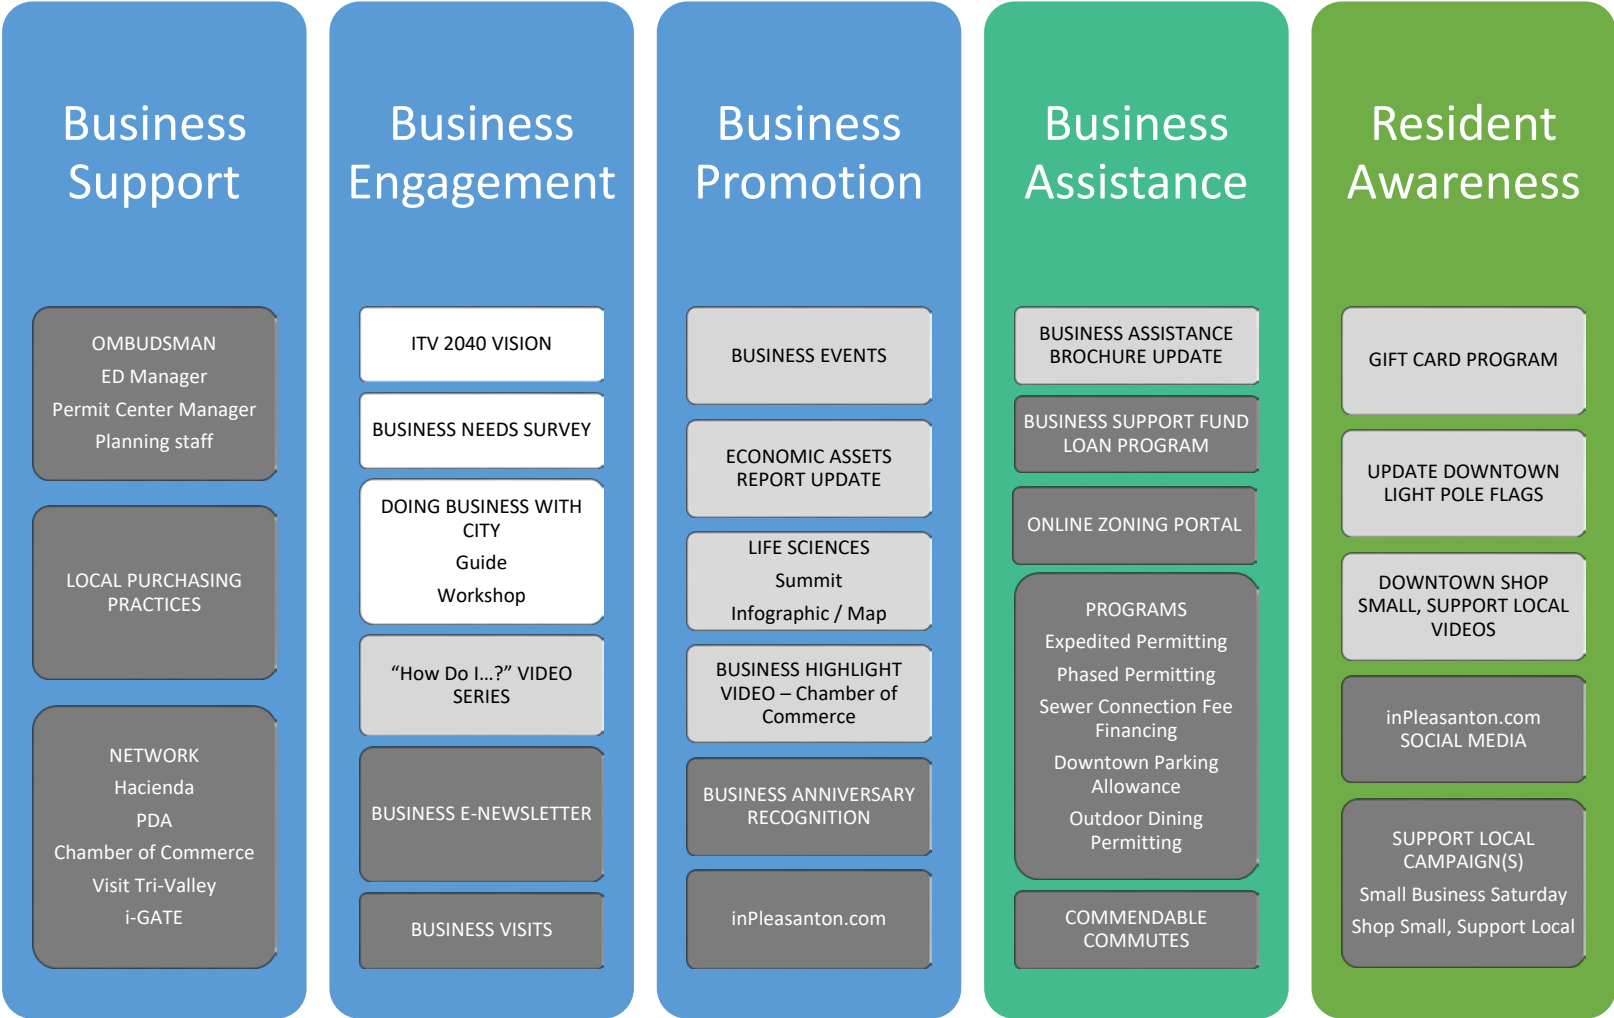 Business
Support
OMBUDSMAN
ED Manager
Permit Center Manager
Planning staff
LOCAL PURCHASING
PRACTICES
NETWORK
Hacienda
PDA
Chamber of Commerce
Visit Tri-Valley
i-GATE
Business
Engagement
ITV 2040 VISION
BUSINESS NEEDS SURVEY
DOING BUSINESS WITH
CITY
Guide
Workshop
“How Do I…?” VIDEO
SERIES
BUSINESS E-NEWSLETTER
BUSINESS VISITS
Business
Promotion
BUSINESS EVENTS
ECONOMIC ASSETS
REPORT UPDATE
LIFE SCIENCES
Summit
Infographic / Map
BUSINESS HIGHLIGHT
VIDEO – Chamber of
Commerce
BUSINESS ANNIVERSARY
RECOGNITION
inPleasanton.com
Business
Assistance
BUSINESS ASSISTANCE
BROCHURE UPDATE
BUSINESS SUPPORT FUND
LOAN PROGRAM
ONLINE ZONING PORTAL
PROGRAMS
Expedited Permitting
Phased Permitting
Sewer Connection Fee
Financing
Downtown Parking
Allowance
Outdoor Dining
Permitting
COMMENDABLE
COMMUTES
Resident
Awareness
GIFT CARD PROGRAM
UPDATE DOWNTOWN
LIGHT POLE FLAGS
DOWNTOWN SHOP
SMALL, SUPPORT LOCAL
VIDEOS
inPleasanton.com
SOCIAL MEDIA
SUPPORT LOCAL
CAMPAIGN(S)
Small Business Saturday
Shop Small, Support Local